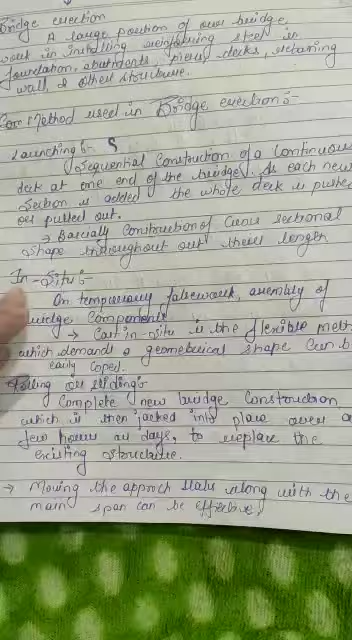 Bridge erection
A large portion of our bridge
work in installing reinforcing steel in
foundation, abutments, piers, decks, retaining
wall & other structure.
Com Method used in Bridge erection:-
Launching:- S
Sequential Construction of a Continuous
deck at one end of the bridge. As each new
Section is added the whole deck is pushed
or pulled out.
→ Basically Construction of Cross sectional
Shape throughout out their longer
In-Situ:-
On temporary falsework, assembly of
bridge Components
→ Cast in-situ is the flexible meth
which demands a geometrical shape Can b
easily coped.
Rolling or sliding:-
Complete new bridge Construction
which is then jacked into place over a
few hours or days, to replace the
existing structure.
→ Moving the approch slabs along with the
main span can be effective,